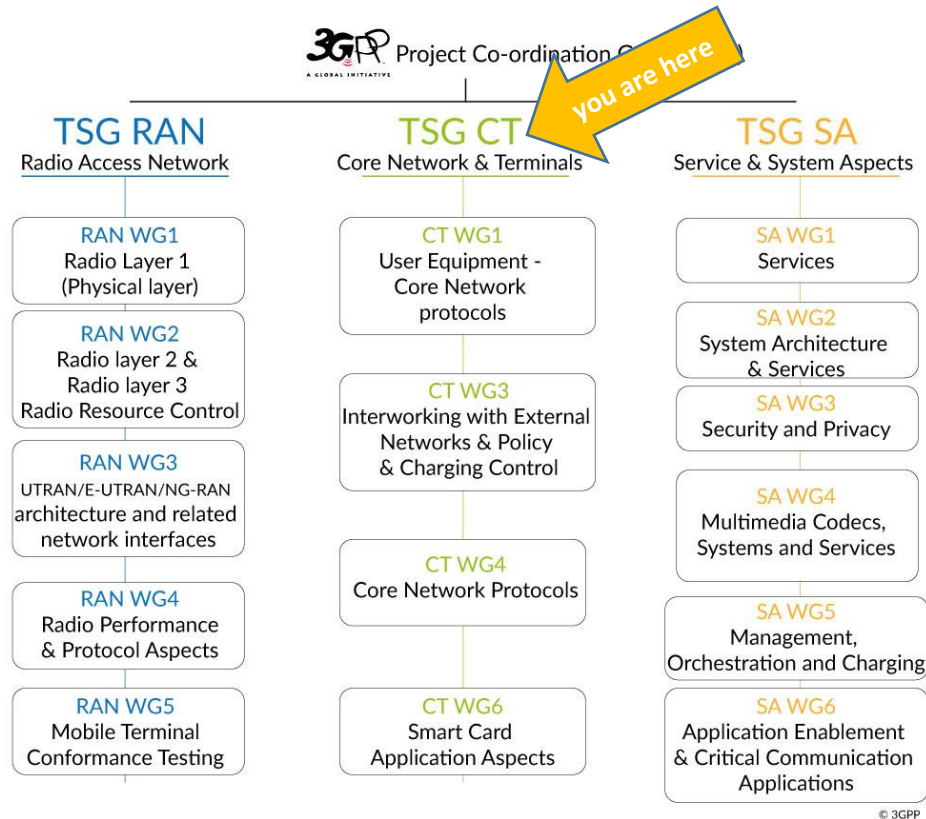 3GPP
A GLOBAL INITIATIVE
Project Co-ordination
you are here
TSG RAN
Radio Access Network
RAN WG1
Radio Layer 1
(Physical layer)
RAN WG2
Radio layer 2 &
Radio layer 3
Radio Resource Control
RAN WG3
UTRAN/E-UTRAN/NG-RAN
architecture and related
network interfaces
RAN WG4
Radio Performance
& Protocol Aspects
RAN WG5
Mobile Terminal
Conformance Testing
TSG CT
Core Network & Terminals
CT WG1
User Equipment -
Core Network
protocols
CT WG3
Interworking with External
Networks & Policy
& Charging Control
CT WG4
Core Network Protocols
CT WG6
Smart Card
Application Aspects
TSG SA
Service & System Aspects
SA WG1
Services
SA WG2
System Architecture
& Services
SA WG3
Security and Privacy
SA WG4
Multimedia Codecs,
Systems and Services
SA WG5
Management,
Orchestration and Charging
SA WG6
Application Enablement
& Critical Communication
Applications
© 3GPP